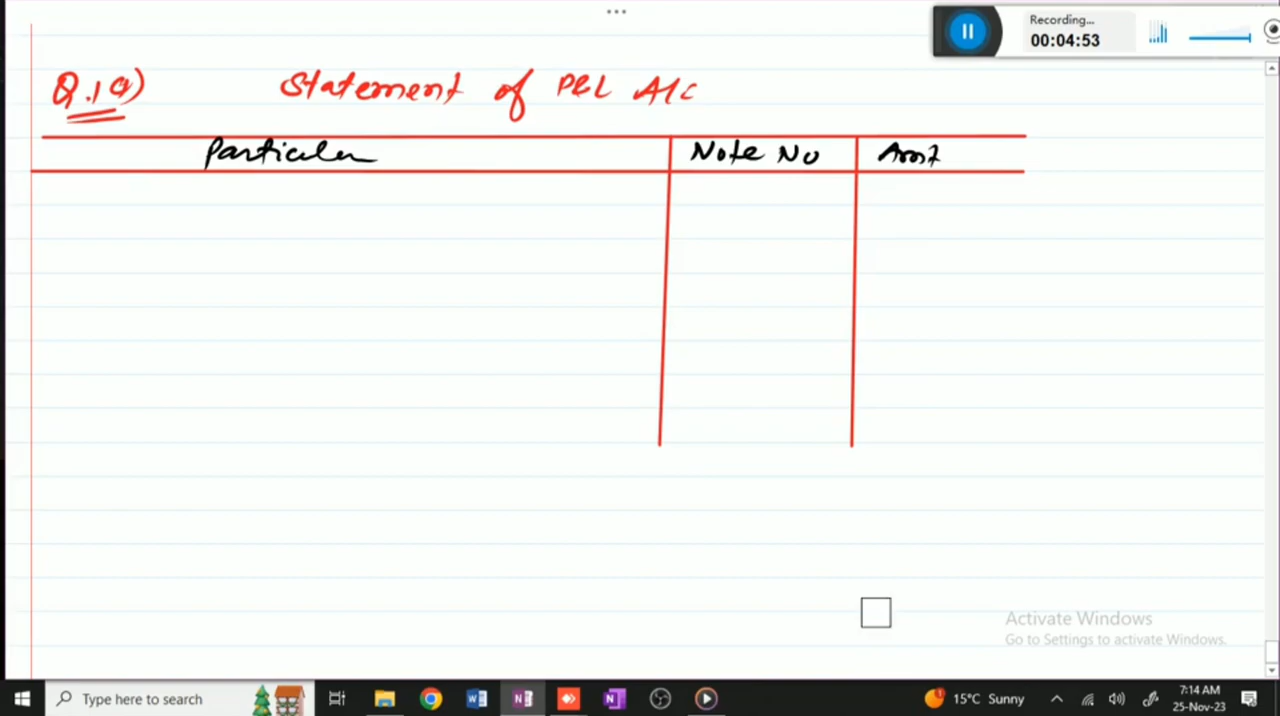 Recording...
00:04:53
Q.1 a) Statement of P&L A/c
Particular Note No Amt
Activate Windows
Go to Settings to activate Windows.
Type here to search
15°C Sunny
7:14 AM
25-Nov-23